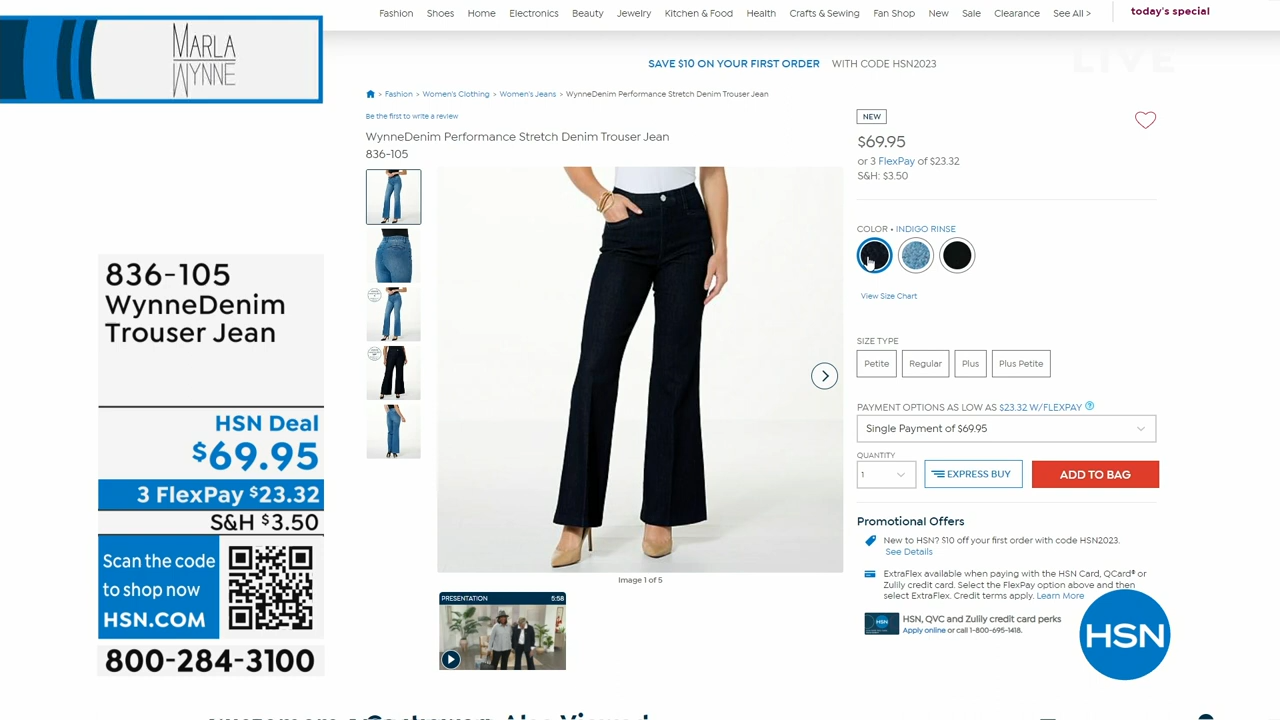 Fashion Shoes Home Electronics Beauty Jewelry Kitchen & Food Health Crafts & Sewing Fan Shop New Sale Clearance See All > today's special
MARLA
WYNNE
SAVE $10 ON YOUR FIRST ORDER WITH CODE HSN2023
LIVE
> Fashion > Women's Clothing > Women's Jeans > WynneDenim Performance Stretch Denim Trouser Jean
Be the first to write a review
WynneDenim Performance Stretch Denim Trouser Jean
836-105
NEW
$69.95
or 3 FlexPay of $23.32
S&H: $3.50
COLOR • INDIGO RINSE
View Size Chart
SIZE TYPE
Petite Regular Plus Plus Petite
PAYMENT OPTIONS AS LOW AS $23.32 W/FLEXPAY ?
Single Payment of $69.95
QUANTITY
1 EXPRESS BUY ADD TO BAG
Promotional Offers
New to HSN? $10 off your first order with code HSN2023.
See Details
ExtraFlex available when paying with the HSN Card, QCard® or
Zulily credit card. Select the FlexPay option above and then
select ExtraFlex. Credit terms apply. Learn More
HSN HSN, QVC and Zulily credit card perks
Apply online or call 1-800-695-1418.
HSN
Image 1 of 5
PRESENTATION 5:58
836-105
WynneDenim
Trouser Jean
HSN Deal
$69.95
3 FlexPay $23.32
S&H $3.50
Scan the code
to shop now
HSN.COM
800-284-3100